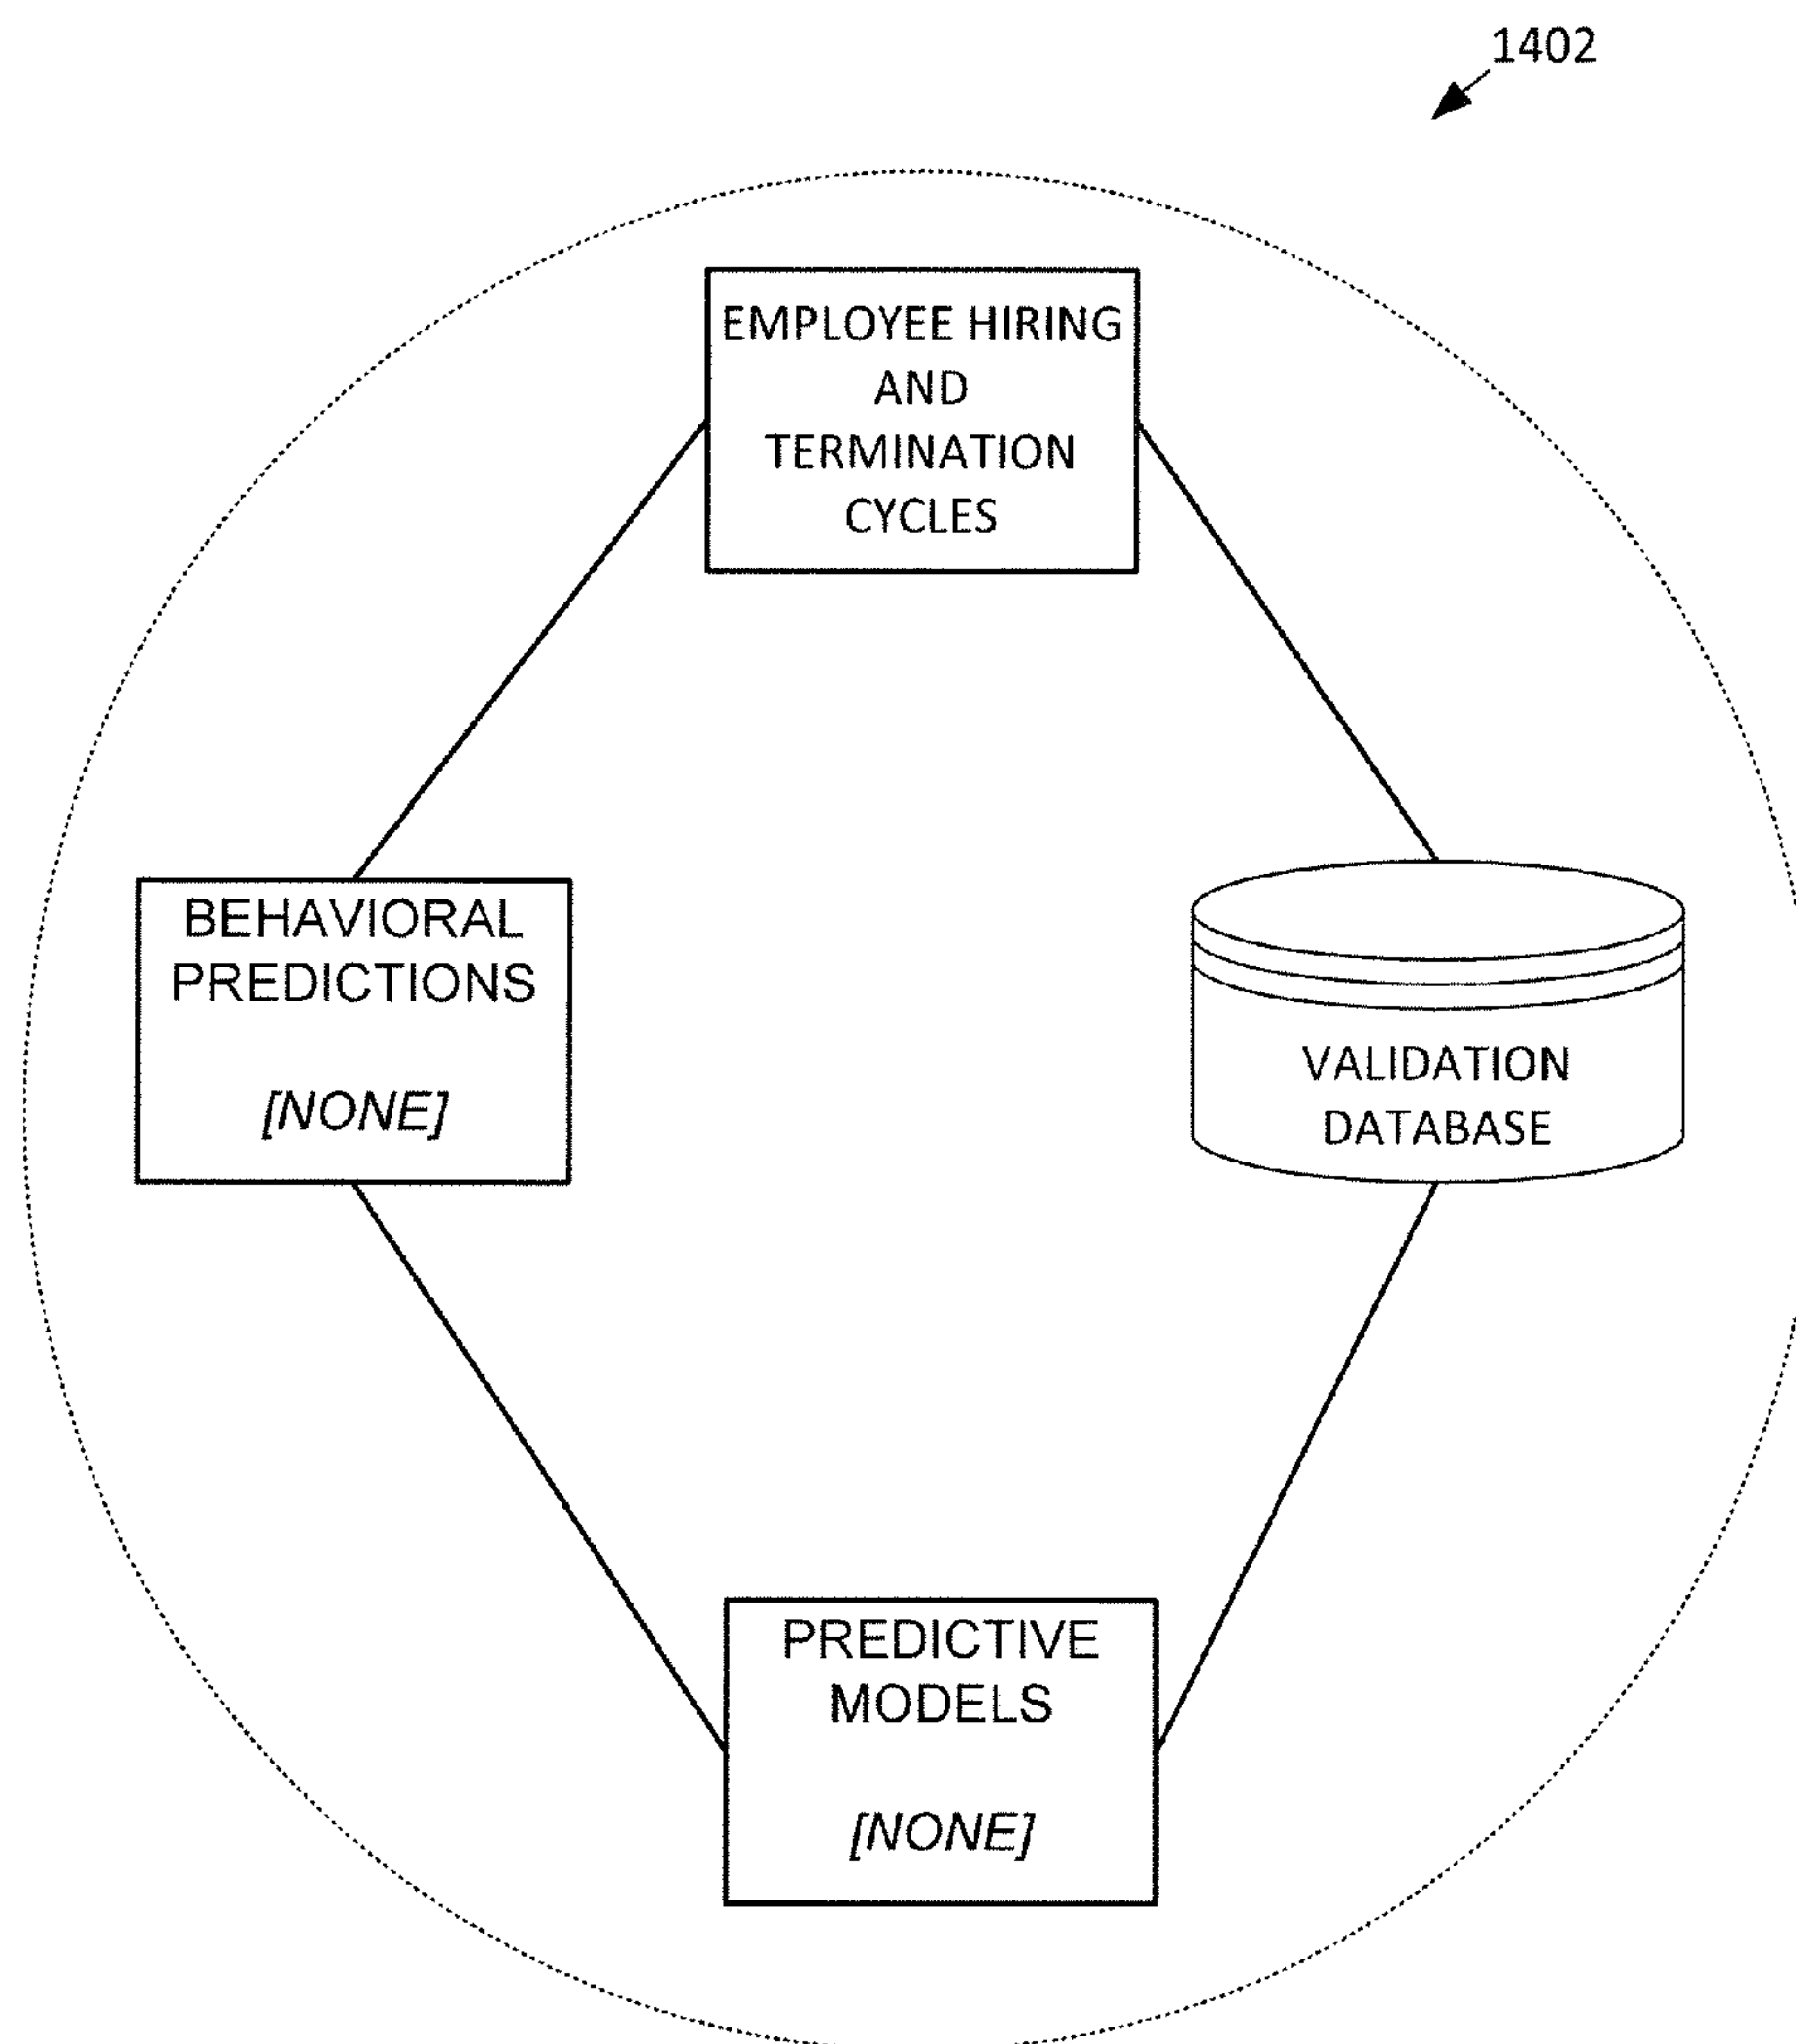 1402
EMPLOYEE HIRING
AND
TERMINATION
CYCLES
BEHAVIORAL
PREDICTIONS
[NONE]
VALIDATION
DATABASE
PREDICTIVE
MODELS
[NONE]